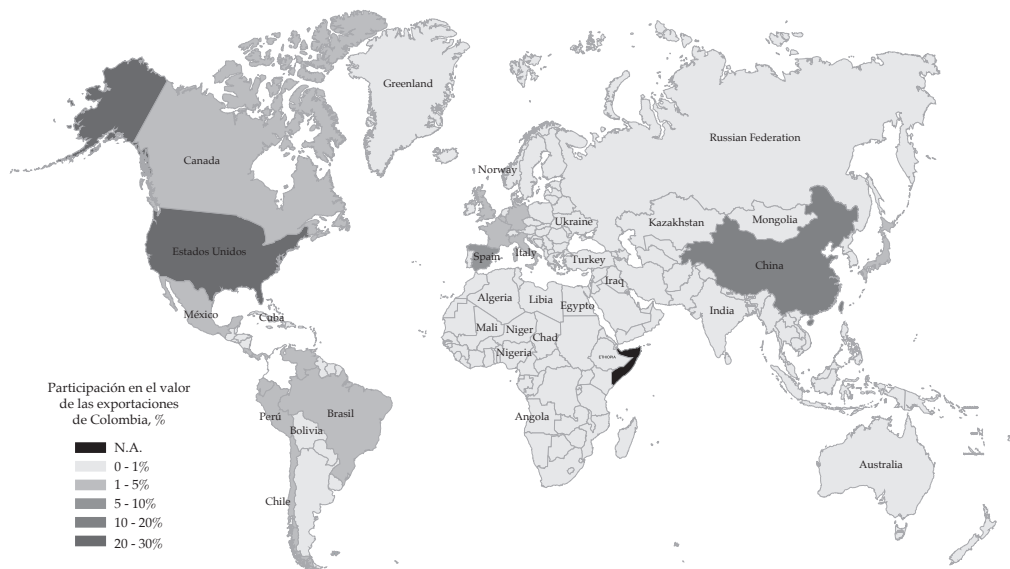 Greenland
Russian Federation
Canada
Norway
Ukraine
Kazakhstan
Mongolia
Estados Unidos
Spain
Italy
Turkey
China
Iraq
Algeria
Libia
Egypto
India
México
Cuba
Mali
Niger
Chad
Nigeria
ETHIOPIA
Participación en el valor
de las exportaciones
de Colombia, %
N.A.
0 - 1%
1 - 5%
5 - 10%
10 - 20%
20 - 30%
Perú
Brasil
Bolivia
Chile
Angola
Australia